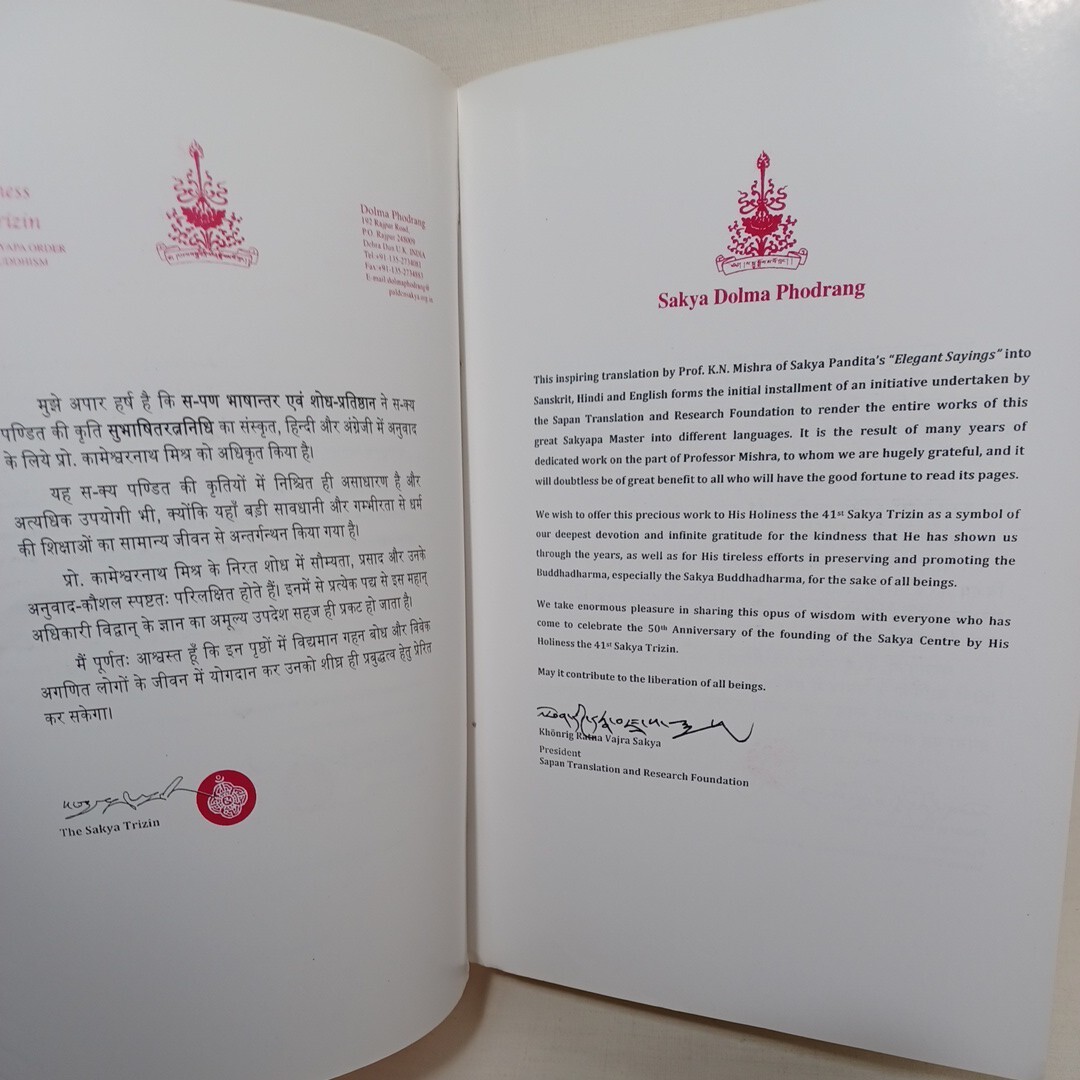 ness
rizin
YAPA ORDER
UDDHISM
Dolma Phodrang
192 Rajpur Road,
P.O. Rajpur 248009
Dehra Dun U.K. INDIA
मुझे अपार हर्ष है कि स-पण भाषान्तर एवं शोध-प्रतिष्ठान ने स-क्य
पण्डित की कृति सुभाषितरत्ननिधि का संस्कृत, हिन्दी और अंग्रेजी में अनुवाद
के लिये प्रो. कामेश्वरनाथ मिश्र को अधिकृत किया है।
यह स-क्य पण्डित की कृतियों में निश्चित ही असाधारण है और
अत्यधिक उपयोगी भी, क्योंकि यहाँ बड़ी सावधानी और गम्भीरता से धर्म
की शिक्षाओं का सामान्य जीवन से अन्तर्गन्थन किया गया है।
प्रो. कामेश्वरनाथ मिश्र के निरत शोध में सौम्यता, प्रसाद और उनके
अनुवाद-कौशल स्पष्टतः परिलक्षित होते हैं। इनमें से प्रत्येक पद्य से इस महान्
अधिकारी विद्वान् के ज्ञान का अमूल्य उपदेश सहज ही प्रकट हो जाता है।
मैं पूर्णतः आश्वस्त हूँ कि इन पृष्ठों में विद्यमान गहन बोध और विवेक
अगणित लोगों के जीवन में योगदान कर उनको शीघ्र ही प्रबुद्धत्व हेतु प्रेरित
कर सकेगा।
The Sakya Trizin
Sakya Dolma Phodrang
This inspiring translation by Prof. K.N. Mishra of Sakya Pandita's "Elegant Sayings" into
Sanskrit, Hindi and English forms the initial installment of an initiative undertaken by
the Sapan Translation and Research Foundation to render the entire works of this
great Sakyapa Master into different languages. It is the result of many years of
dedicated work on the part of Professor Mishra, to whom we are hugely grateful, and it
will doubtless be of great benefit to all who will have the good fortune to read its pages.
We wish to offer this precious work to His Holiness the 41st Sakya Trizin as a symbol of
our deepest devotion and infinite gratitude for the kindness that He has shown us
through the years, as well as for His tireless efforts in preserving and promoting the
Buddhadharma, especially the Sakya Buddhadharma, for the sake of all beings.
We take enormous pleasure in sharing this opus of wisdom with everyone who has
come to celebrate the 50th Anniversary of the founding of the Sakya Centre by His
Holiness the 41st Sakya Trizin.
May it contribute to the liberation of all beings.
Khönrig Ratna Vajra Sakya
President
Sapan Translation and Research Foundation